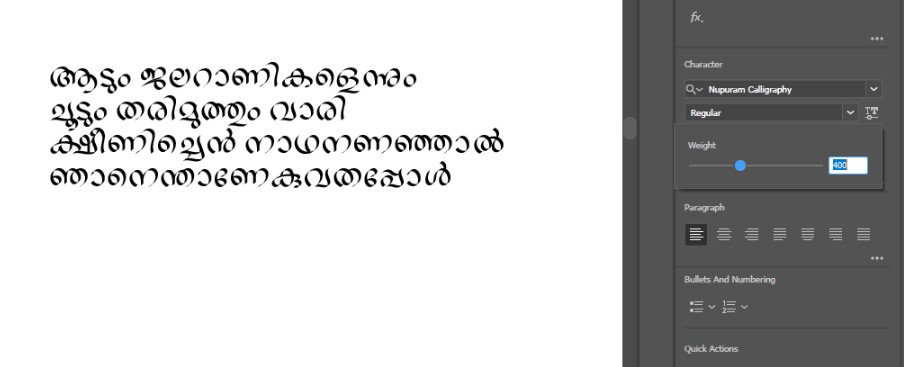 ആടും ജലറാണികളെന്നും
ചൂടും തരിമുത്തും വാരി
ക്ഷീണിച്ചെൻ നാഥനണഞ്ഞാൽ
ഞാനെന്താണേകുവതപ്പോൾ
fx.
Character
Nupuram Calligraphy
Regular
Weight
400
Paragraph
Bullets And Numbering
Quick Actions